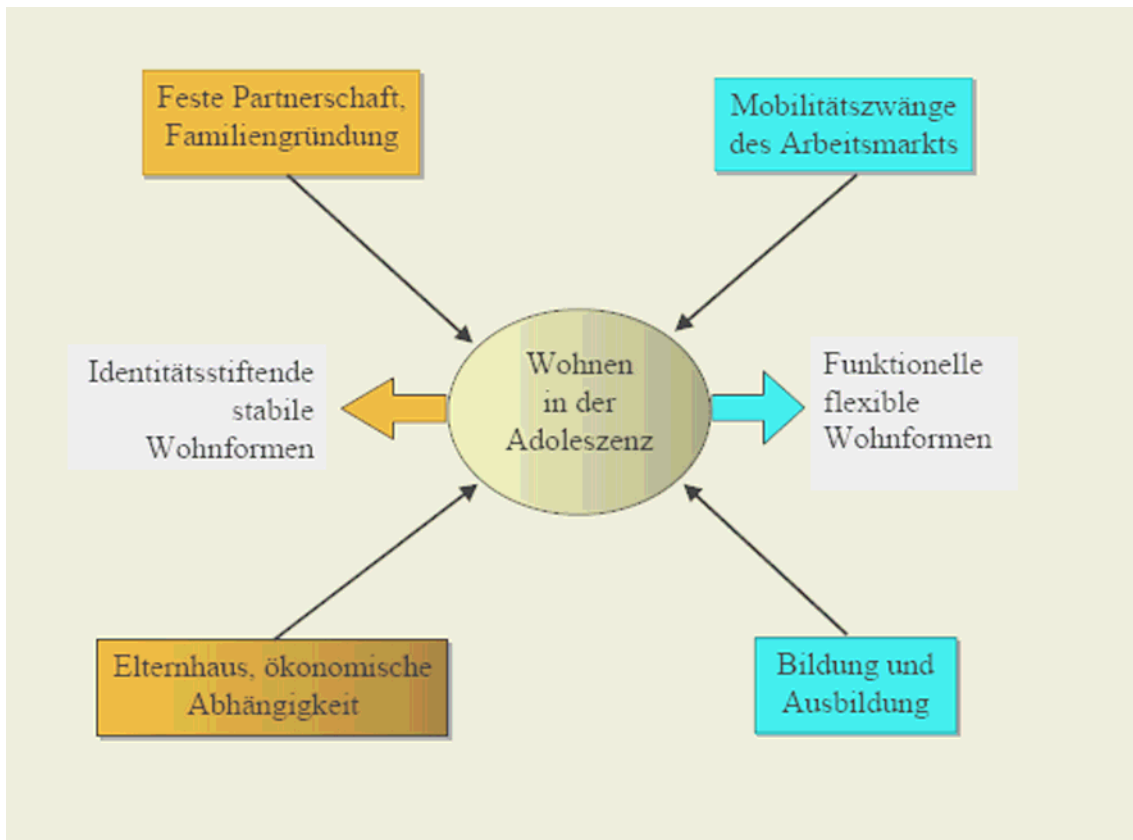 Feste Partnerschaft,
Familiengründung
Mobilitätszwänge
des Arbeitsmarkts
Identitätsstiftende
stabile
Wohnformen
Wohnen
in der
Adoleszenz
Funktionelle
flexible
Wohnformen
Elternhaus, ökonomische
Abhängigkeit
Bildung und
Ausbildung